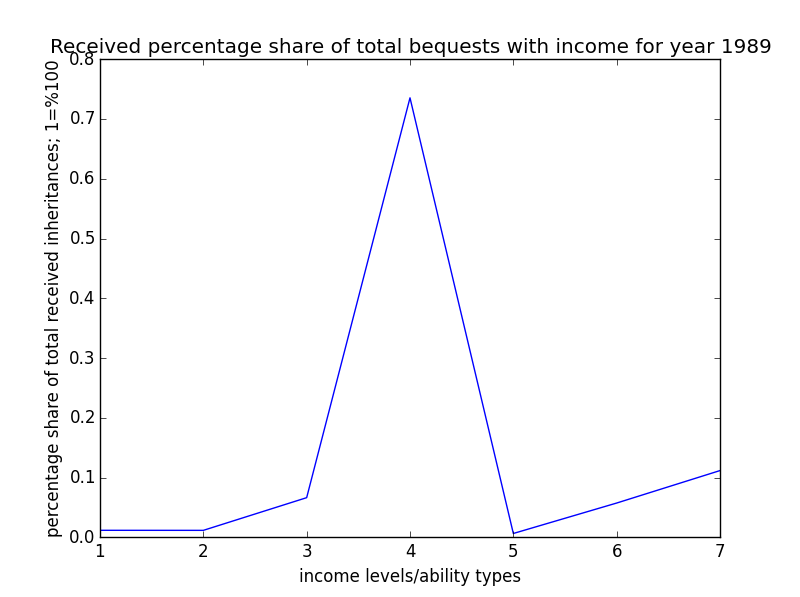 Received percentage share of total bequests with income for year 1989
percentage share of total received inheritances; 1=%100
0.8
0.7
0.6
0.5
0.4
0.3
0.2
0.1
0.0
1 2 3 4 5 6 7
income levels/ability types